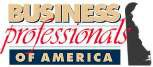 BUSINESS
professionals
OF AMERICA